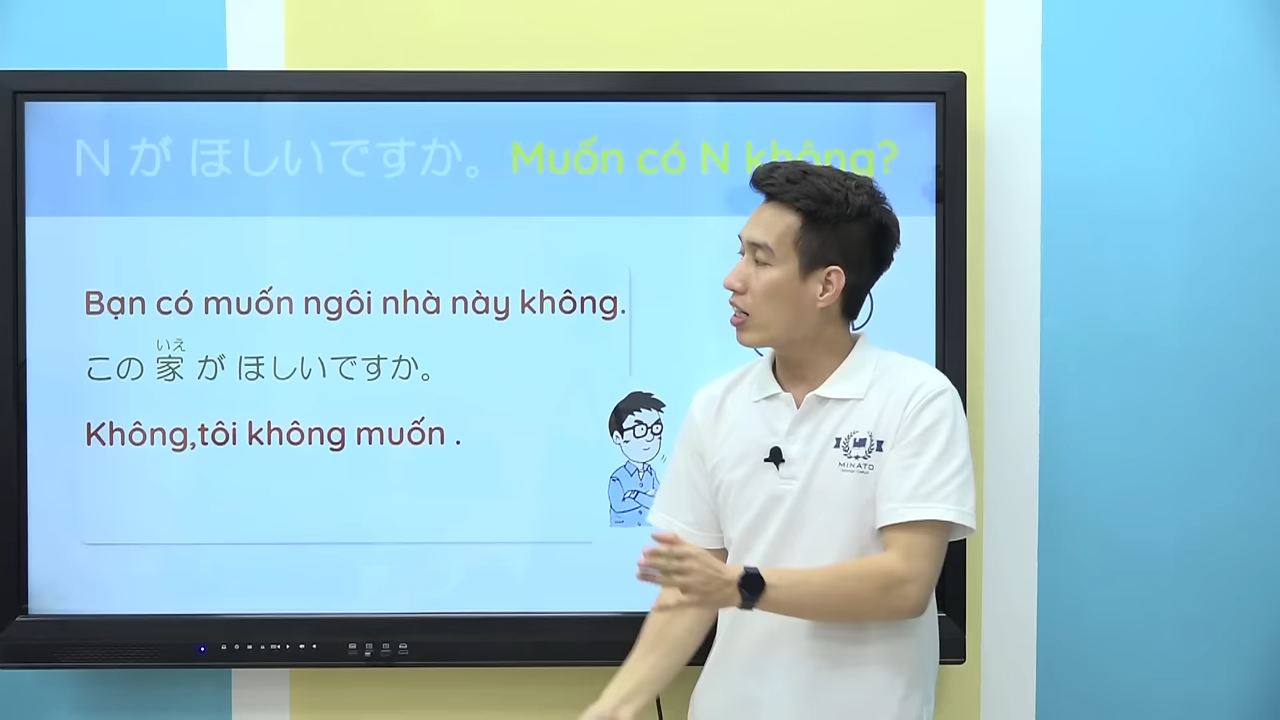 N が ほしいですか。 Muốn có N không?
Bạn có muốn ngôi nhà này không.
いえ
この 家 が ほしいですか。
Không,tôi không muốn .
MINATO